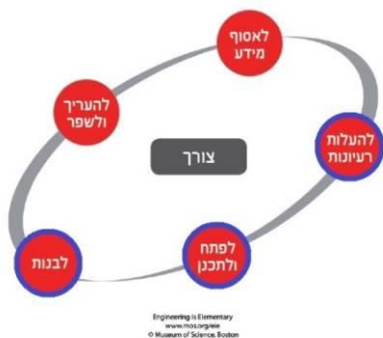 לאסוף
מידע
להעריך
ולשפר
להעלות
רעיונות
צורך
לפתח
ולתכנן
לבנות
Engineering is Elementary
www.mos.org/eie
© Museum of Science, Boston